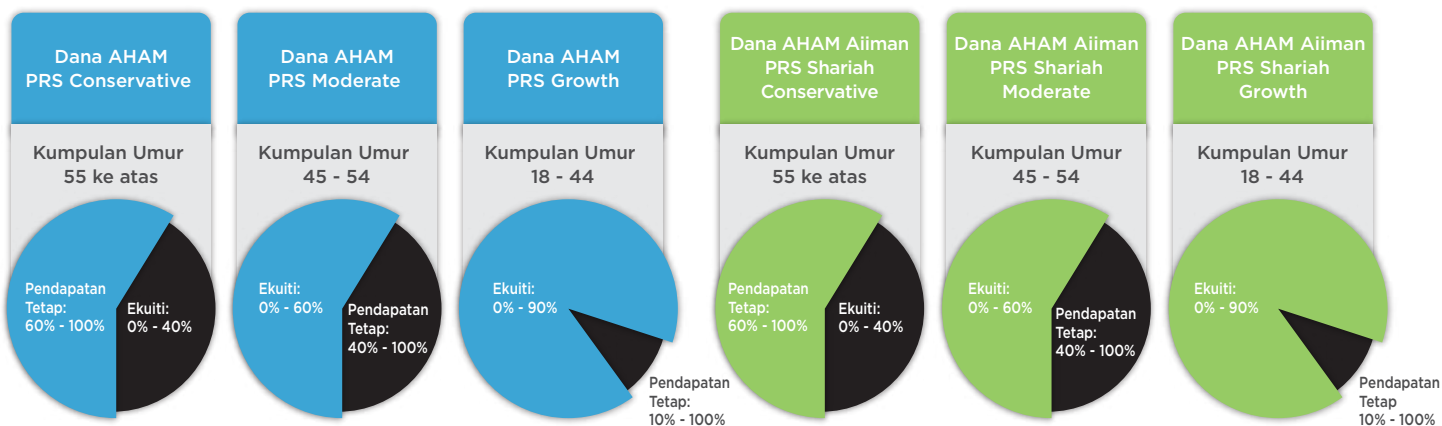 Dana AHAM
PRS Conservative
Kumpulan Umur
55 ke atas
Pendapatan
Tetap:
60% - 100%
Ekuiti:
0% - 40%
Dana AHAM
PRS Moderate
Kumpulan Umur
45 - 54
Ekuiti:
0% - 60%
Pendapatan
Tetap:
40% - 100%
Dana AHAM
PRS Growth
Kumpulan Umur
18 - 44
Ekuiti:
0% - 90%
Pendapatan
Tetap:
10% - 100%
Dana AHAM Aiiman
PRS Shariah
Conservative
Kumpulan Umur
55 ke atas
Pendapatan
Tetap:
60% - 100%
Ekuiti:
0% - 40%
Dana AHAM Aiiman
PRS Shariah
Moderate
Kumpulan Umur
45 - 54
Ekuiti:
0% - 60%
Pendapatan
Tetap:
40% - 100%
Dana AHAM Aiiman
PRS Shariah
Growth
Kumpulan Umur
18 - 44
Ekuiti:
0% - 90%
Pendapatan
Tetap
10% - 100%